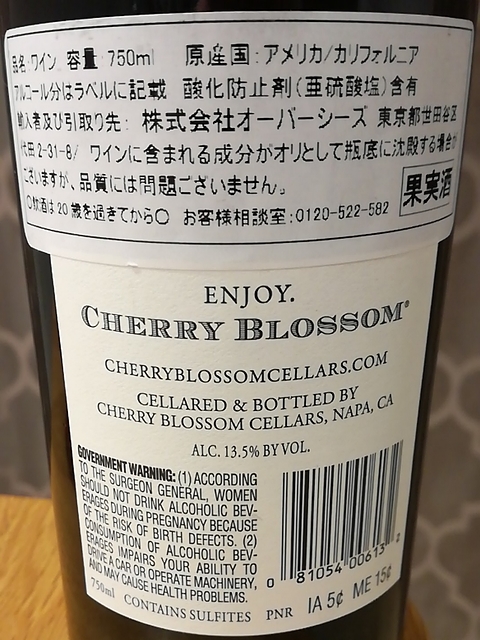 品名:ワイン 容量:750ml 原産国:アメリカ/カリフォルニア
アルコール分はラベルに記載 酸化防止剤(亜硫酸塩)含有
輸入者及び引取り先: 株式会社オーバーシーズ 東京都世田谷区
代田2-31-8/ ワインに含まれる成分がオリとして瓶底に沈殿する場合が
ございますが、品質には問題ございません。
○飲酒は20歳を過ぎてから○ お客様相談室:0120-522-582
果実酒
ENJOY.
CHERRY BLOSSOM®
CHERRYBLOSSOMCELLARS.COM
CELLARED & BOTTLED BY
CHERRY BLOSSOM CELLARS, NAPA, CA
ALC. 13.5% BY VOL.
GOVERNMENT WARNING: (1) ACCORDING
TO THE SURGEON GENERAL, WOMEN
SHOULD NOT DRINK ALCOHOLIC BEV-
ERAGES DURING PREGNANCY BECAUSE
OF THE RISK OF BIRTH DEFECTS. (2)
CONSUMPTION OF ALCOHOLIC BEV-
ERAGES IMPAIRS YOUR ABILITY TO
DRIVE A CAR OR OPERATE MACHINERY,
AND MAY CAUSE HEALTH PROBLEMS.
0 81054 00613 2
750ml CONTAINS SULFITES PNR IA 5¢ ME 15¢